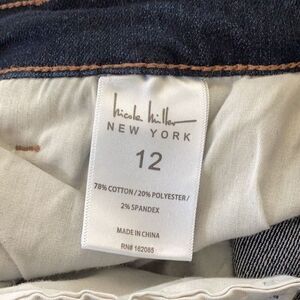 nicole miller
NEW YORK
12
78% COTTON / 20% POLYESTER /
2% SPANDEX
MADE IN CHINA
RN# 162085